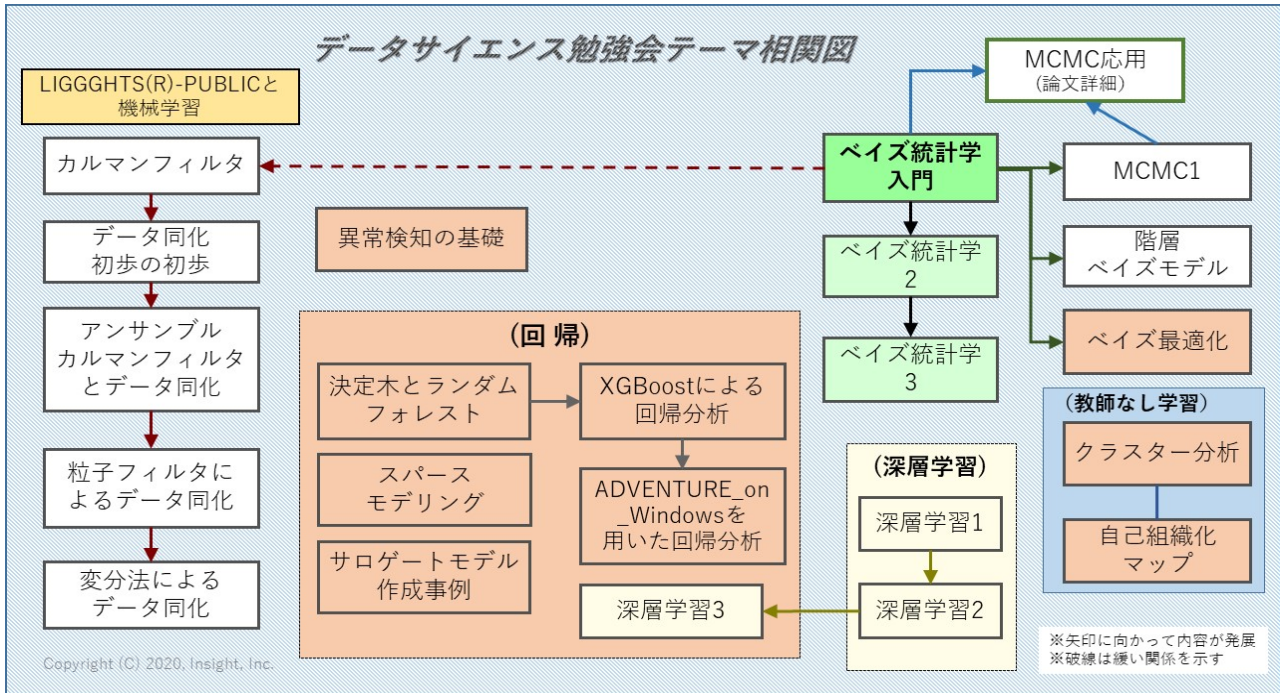 データサイエンス勉強会テーマ相関図
LIGGGHTS(R)-PUBLICと
機械学習
カルマンフィルタ
データ同化
初歩の初歩
アンサンブル
カルマンフィルタ
とデータ同化
粒子フィルタに
よるデータ同化
変分法による
データ同化
異常検知の基礎
(回 帰)
決定木とランダム
フォレスト
スパース
モデリング
サロゲートモデル
作成事例
XGBoostによる
回帰分析
ADVENTURE_on
_Windowsを
用いた回帰分析
深層学習3
ベイズ統計学
入門
ベイズ統計学
2
ベイズ統計学
3
(深層学習)
深層学習1
深層学習2
MCMC応用
(論文詳細)
MCMC1
階層
ベイズモデル
ベイズ最適化
(教師なし学習)
クラスター分析
自己組織化
マップ
※矢印に向かって内容が発展
※破線は緩い関係を示す
Copyright (C) 2020, Insight, Inc.